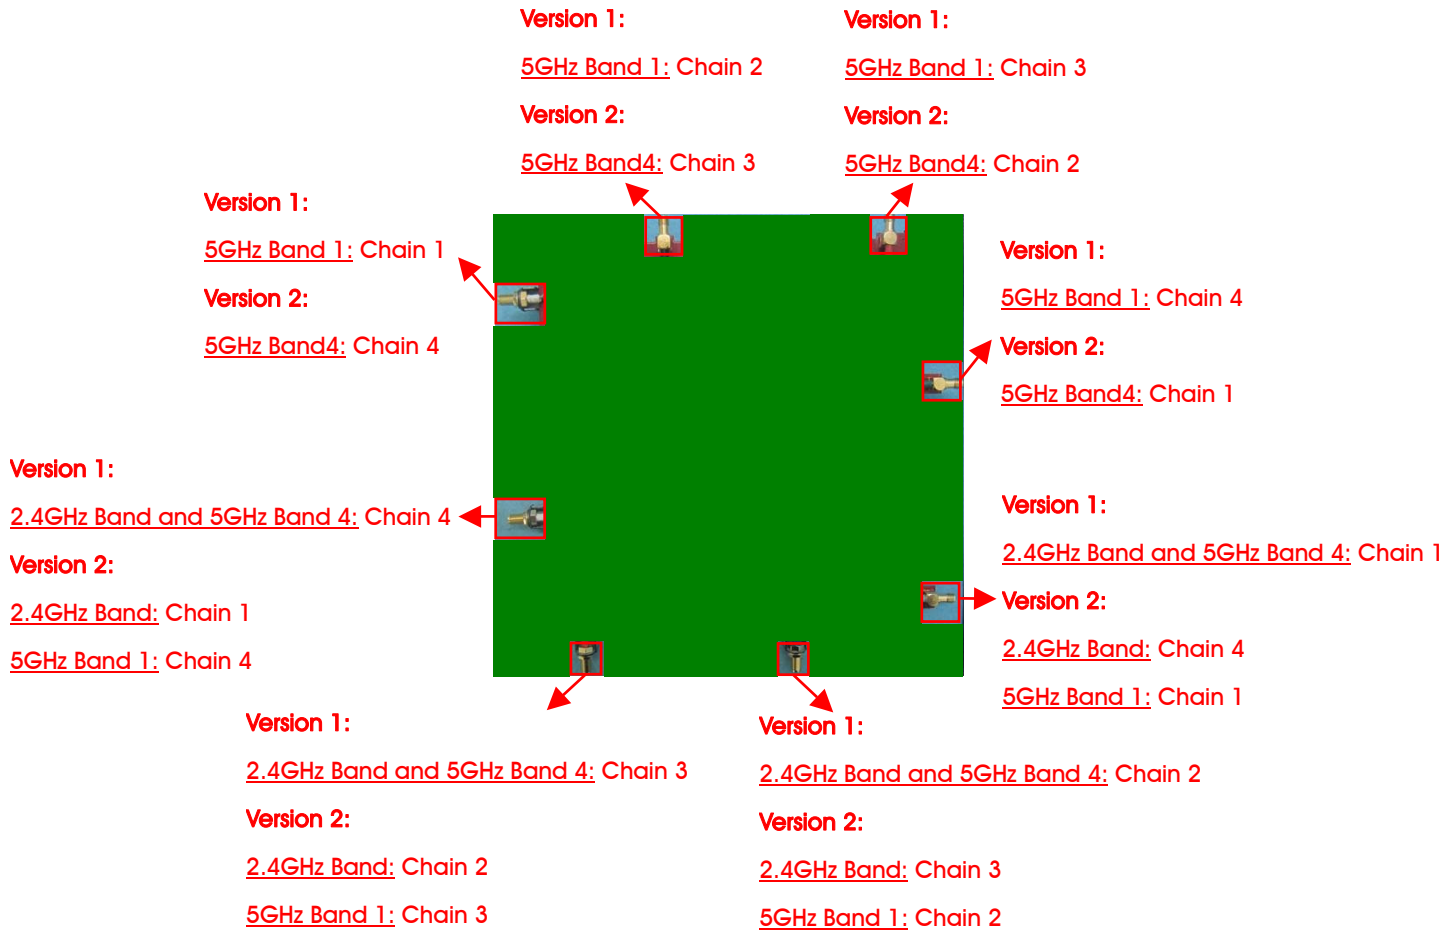 Version 1:
5GHz Band 1: Chain 2
Version 2:
5GHz Band4: Chain 3
Version 1:
5GHz Band 1: Chain 3
Version 2:
5GHz Band4: Chain 2
Version 1:
5GHz Band 1: Chain 1
Version 2:
5GHz Band4: Chain 4
Version 1:
5GHz Band 1: Chain 4
Version 2:
5GHz Band4: Chain 1
Version 1:
2.4GHz Band and 5GHz Band 4: Chain 4
Version 2:
2.4GHz Band: Chain 1
5GHz Band 1: Chain 4
Version 1:
2.4GHz Band and 5GHz Band 4: Chain 1
Version 2:
2.4GHz Band: Chain 4
5GHz Band 1: Chain 1
Version 1:
2.4GHz Band and 5GHz Band 4: Chain 3
Version 2:
2.4GHz Band: Chain 2
5GHz Band 1: Chain 3
Version 1:
2.4GHz Band and 5GHz Band 4: Chain 2
Version 2:
2.4GHz Band: Chain 3
5GHz Band 1: Chain 2